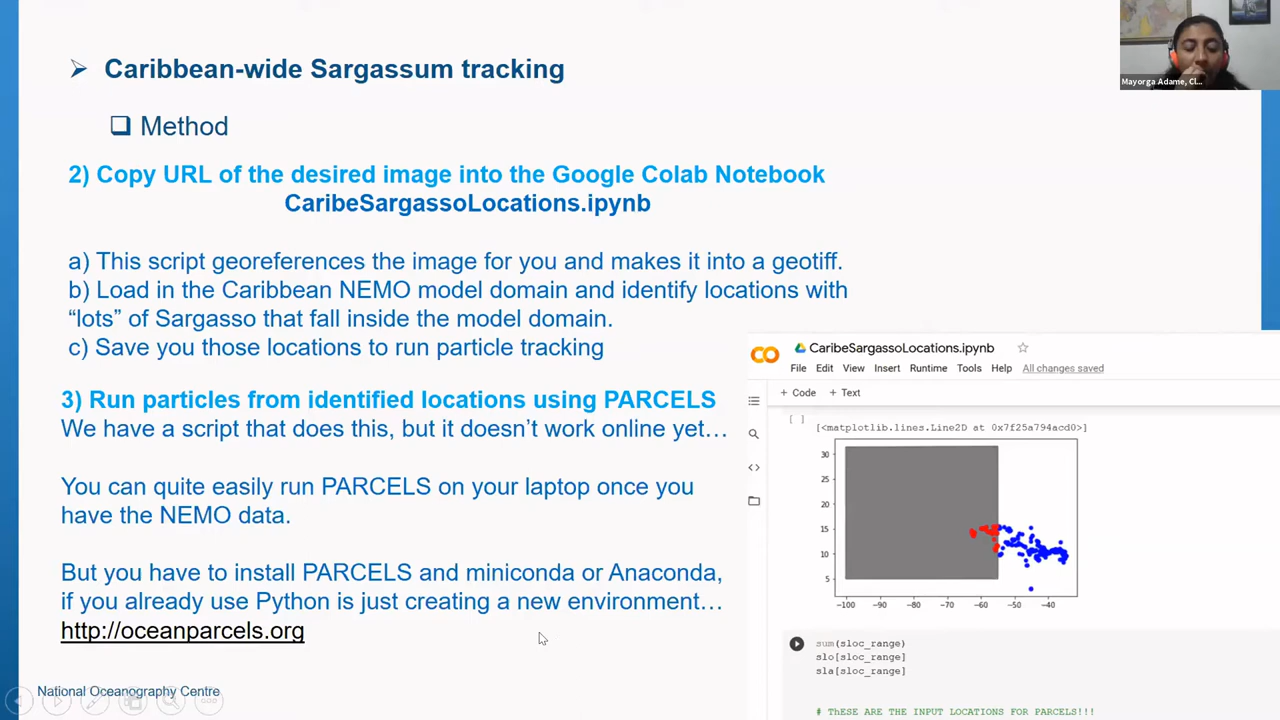 Caribbean-wide Sargassum tracking
Mayorga Adame, Cl...
Method
2) Copy URL of the desired image into the Google Colab Notebook
CaribeSargassoLocations.ipynb
a) This script georeferences the image for you and makes it into a geotiff.
b) Load in the Caribbean NEMO model domain and identify locations with
“lots” of Sargasso that fall inside the model domain.
c) Save you those locations to run particle tracking
3) Run particles from identified locations using PARCELS
We have a script that does this, but it doesn’t work online yet…
You can quite easily run PARCELS on your laptop once you
have the NEMO data.
But you have to install PARCELS and miniconda or Anaconda,
if you already use Python is just creating a new environment…
http://oceanparcels.org
National Oceanography Centre
CO CaribeSargassoLocations.ipynb
File Edit View Insert Runtime Tools Help All changes saved
+ Code + Text
[ ] [<matplotlib.lines.Line2D at 0x7f25a794acd0>]
30
25
20
15
10
5
−100 −90 −80 −70 −60 −50 −40
sum(sloc_range)
slo[sloc_range]
sla[sloc_range]
# ThESE ARE THE INPUT LOCATIONS FOR PARCELS!!!